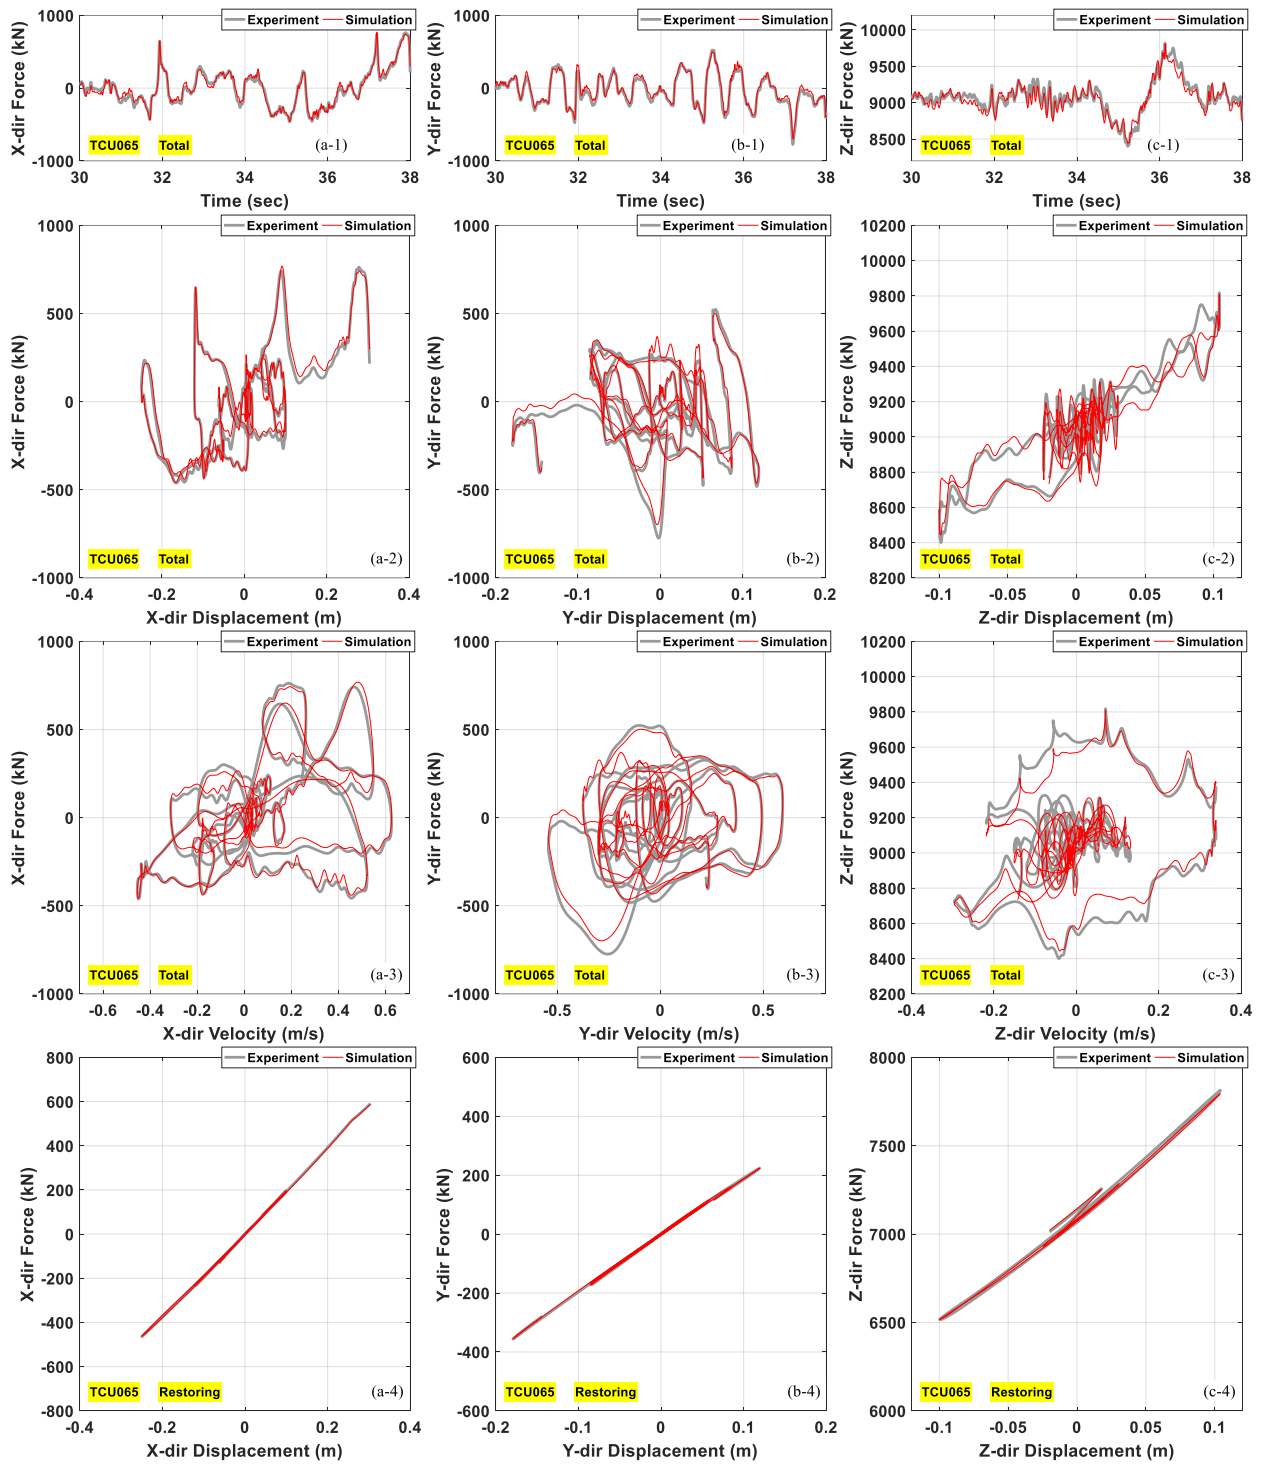 1000
0
-1000
30
32
34
36
38
X-dir Force (kN)
Time (sec)
Experiment
Simulation
TCU065
Total
(a-1)
1000
0
-1000
30
32
34
36
38
Y-dir Force (kN)
Time (sec)
Experiment
Simulation
TCU065
Total
(b-1)
10000
9500
9000
8500
30
32
34
36
38
Z-dir Force (kN)
Time (sec)
Experiment
Simulation
TCU065
Total
(c-1)
1000
500
0
-500
-1000
-0.4
-0.2
0
0.2
0.4
X-dir Force (kN)
X-dir Displacement (m)
Experiment
Simulation
TCU065
Total
(a-2)
1000
500
0
-500
-1000
-0.2
-0.1
0
0.1
0.2
Y-dir Force (kN)
Y-dir Displacement (m)
Experiment
Simulation
TCU065
Total
(b-2)
10200
10000
9800
9600
9400
9200
9000
8800
8600
8400
8200
-0.1
-0.05
0
0.05
0.1
Z-dir Force (kN)
Z-dir Displacement (m)
Experiment
Simulation
TCU065
Total
(c-2)
1000
500
0
-500
-1000
-0.6
-0.4
-0.2
0
0.2
0.4
0.6
X-dir Force (kN)
X-dir Velocity (m/s)
Experiment
Simulation
TCU065
Total
(a-3)
1000
500
0
-500
-1000
-0.5
0
0.5
Y-dir Force (kN)
Y-dir Velocity (m/s)
Experiment
Simulation
TCU065
Total
(b-3)
10200
10000
9800
9600
9400
9200
9000
8800
8600
8400
8200
-0.4
-0.2
0
0.2
0.4
Z-dir Force (kN)
Z-dir Velocity (m/s)
Experiment
Simulation
TCU065
Total
(c-3)
800
600
400
200
0
-200
-400
-600
-800
-0.4
-0.2
0
0.2
0.4
X-dir Force (kN)
X-dir Displacement (m)
Experiment
Simulation
TCU065
Restoring
(a-4)
600
400
200
0
-200
-400
-600
-0.2
-0.1
0
0.1
0.2
Y-dir Force (kN)
Y-dir Displacement (m)
Experiment
Simulation
TCU065
Restoring
(b-4)
8000
7500
7000
6500
6000
-0.1
-0.05
0
0.05
0.1
Z-dir Force (kN)
Z-dir Displacement (m)
Experiment
Simulation
TCU065
Restoring
(c-4)